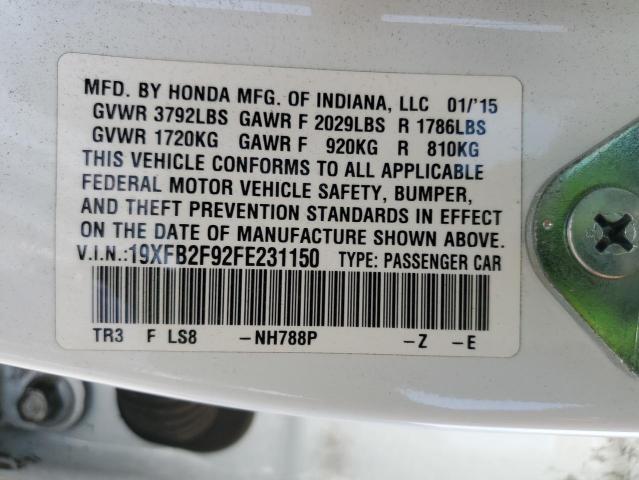 MFD. BY HONDA MFG. OF INDIANA, LLC 01/'15
GVWR 3792LBS GAWR F 2029LBS R 1786LBS
GVWR 1720KG GAWR F 920KG R 810KG
THIS VEHICLE CONFORMS TO ALL APPLICABLE
FEDERAL MOTOR VEHICLE SAFETY, BUMPER,
AND THEFT PREVENTION STANDARDS IN EFFECT
ON THE DATE OF MANUFACTURE SHOWN ABOVE.
V.I.N.:19XFB2F92FE231150 TYPE: PASSENGER CAR
TR3 F LS8 -NH788P -Z -E